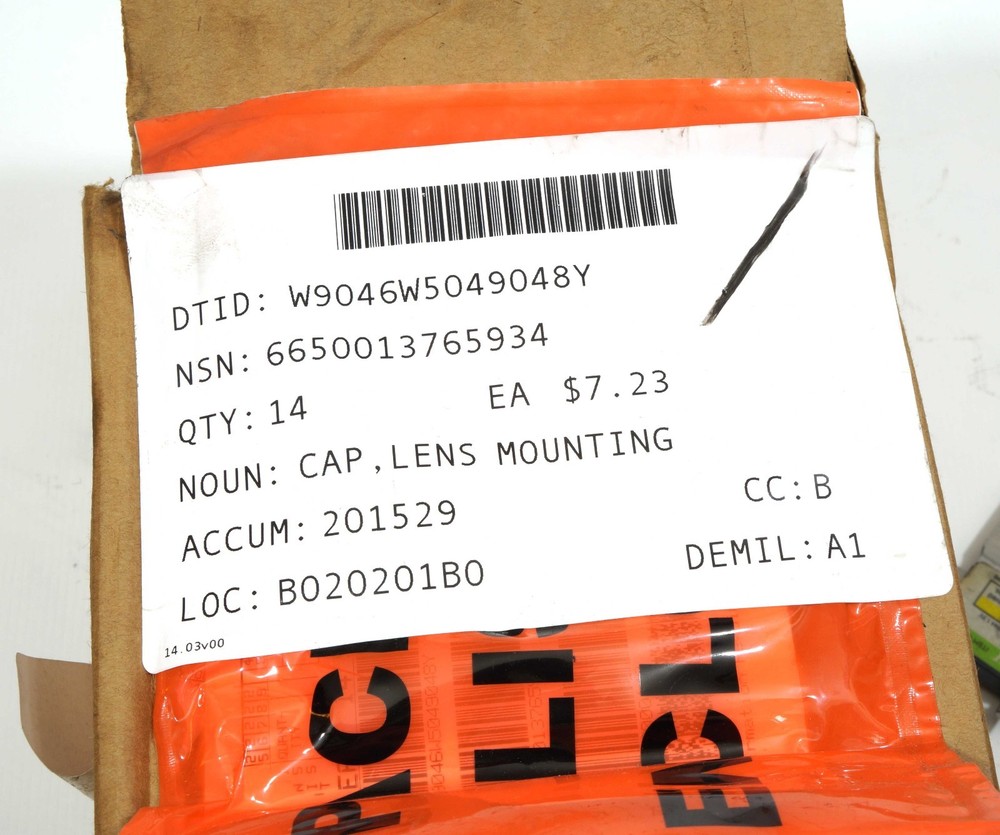 DTID: W9046W5049048Y
NSN: 6650013765934
QTY: 14 EA $7.23
NOUN: CAP,LENS MOUNTING
ACCUM: 201529 CC: B
LOC: B020201B0 DEMIL: A1
14.03v00